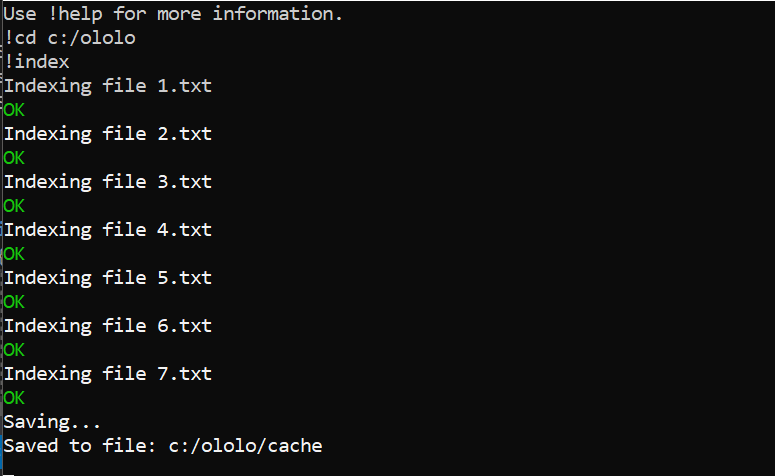 Use !help for more information.
!cd c:/ololo
!index
Indexing file 1.txt
OK
Indexing file 2.txt
OK
Indexing file 3.txt
OK
Indexing file 4.txt
OK
Indexing file 5.txt
OK
Indexing file 6.txt
OK
Indexing file 7.txt
OK
Saving...
Saved to file: c:/ololo/cache